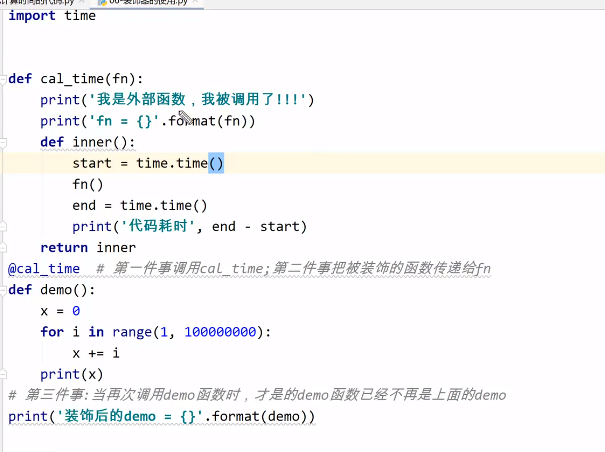 计算时间的代码.py 06-装饰器的使用.py
import time
def cal_time(fn):
print('我是外部函数，我被调用了!!!')
print('fn = {}'.format(fn))
def inner():
start = time.time()
fn()
end = time.time()
print('代码耗时', end - start)
return inner
@cal_time # 第一件事调用cal_time;第二件事把被装饰的函数传递给fn
def demo():
x = 0
for i in range(1, 100000000):
x += i
print(x)
# 第三件事:当再次调用demo函数时，才是的demo函数已经不再是上面的demo
print('装饰后的demo = {}'.format(demo))